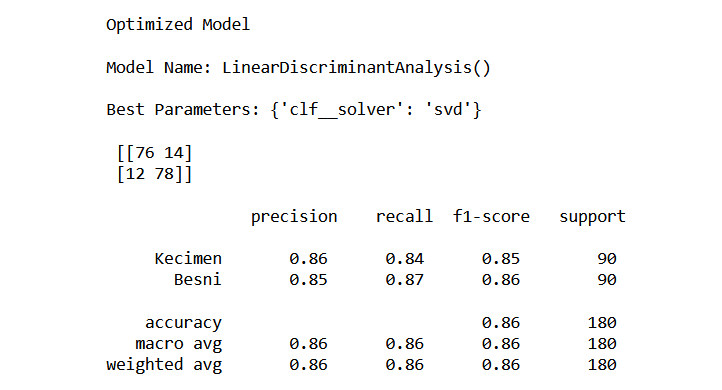 Optimized Model
Model Name: LinearDiscriminantAnalysis()
Best Parameters: {'clf__solver': 'svd'}
[[76 14]
[12 78]]
precision recall f1-score support
Kecimen 0.86 0.84 0.85 90
Besni 0.85 0.87 0.86 90
accuracy 0.86 180
macro avg 0.86 0.86 0.86 180
weighted avg 0.86 0.86 0.86 180